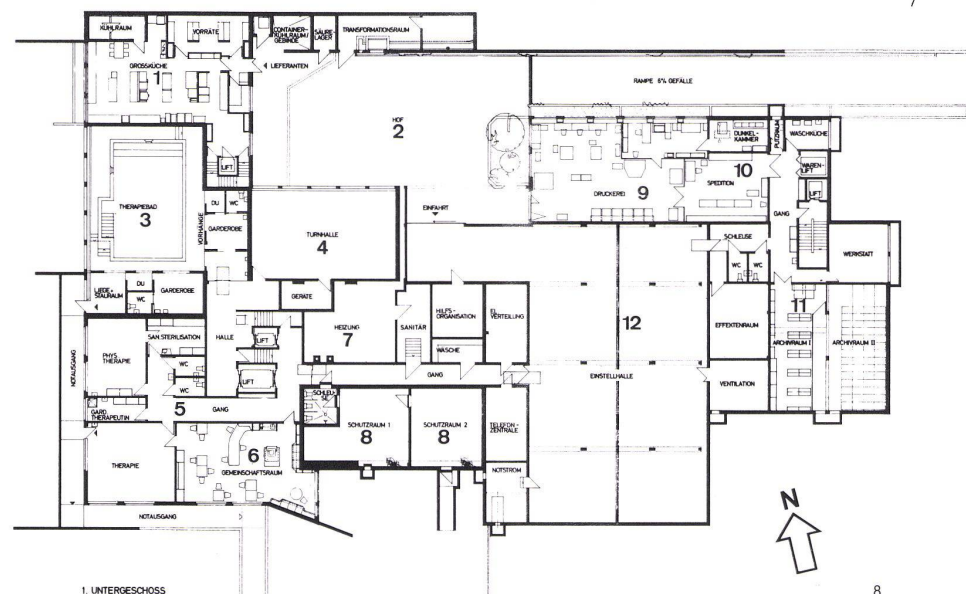 7
KÜHLRAUM
VORRÄTE
CONTAINER-
KÜHLRAUM/
GEBINDE
SÄURE-
LAGER
TRANSFORMATIONSRAUM
GROSSKÜCHE
1
LIEFERANTEN
RAMPE 6% GEFÄLLE
HOF
2
DUNKEL-
KAMMER
PUTZRAUM
WASCHKÜCHE
10
SPEDITION
WAREN-
LIFT
LIFT
LIFT
DRUCKEREI
9
THERAPIEBAD
3
DU
WC
VORHÄNGE
GARDEROBE
EINFAHRT
GANG
TURNHALLE
4
SCHLEUSE
WC
WC
WERKSTATT
LIEGE +
STAURAUM
DU
WC
GARDEROBE
GERÄTE
HEIZUNG
7
SANITÄR
HILFS-
ORGANISATION
EL.
VERTEILUNG
12
EFFEKTENRAUM
11
ARCHIVRAUM I
ARCHIVRAUM II
NOTAUSGANG
PHYS.
THERAPIE
SAN. STERILISATION
HALLE
LIFT
WÄSCHE
WC
WC
LIFT
GANG
EINSTELLHALLE
VENTILATION
GARD.
THERAPEUTIN
5
GANG
SCHLEU-
SE
SCHUTZRAUM 1
8
SCHUTZRAUM 2
8
TELEFON-
ZENTRALE
THERAPIE
6
GEMEINSCHAFTSRAUM
NOTSTROM
NOTAUSGANG
N
1. UNTERGESCHOSS
8